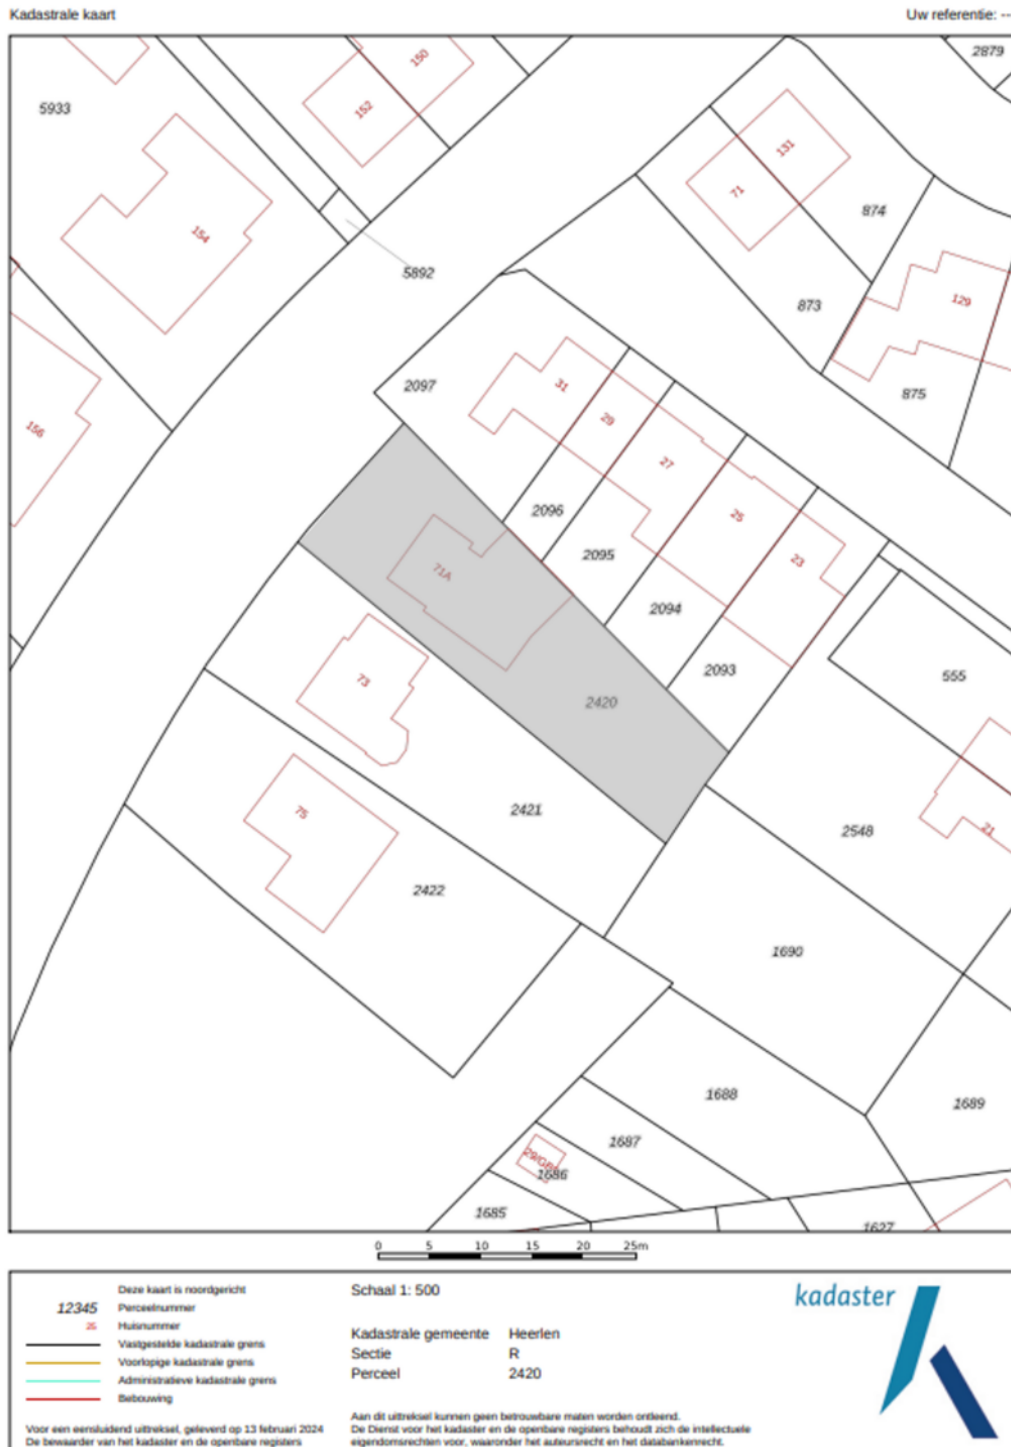 Kadastrale kaart
Uw referentie: --
2879
150
152
5933
131
71
154
874
5892
129
873
2097
31
875
29
156
27
2096
25
2095
23
71A
2094
2093
555
73
2420
2421
75
2548
21
2422
1690
1688
1689
1687
1686
1685
1627
0 5 10 15 20 25m
Deze kaart is noordgericht
12345 Perceelnummer
25 Huisnummer
Vastgestelde kadastrale grens
Voorlopige kadastrale grens
Administratieve kadastrale grens
Bebouwing
Voor een eensluidend uittreksel, geleverd op 13 februari 2024
De bewaarder van het kadaster en de openbare registers
Schaal 1: 500
Kadastrale gemeente Heerlen
Sectie R
Perceel 2420
Aan dit uittreksel kunnen geen betrouwbare maten worden ontleend.
De Dienst voor het kadaster en de openbare registers behoudt zich de intellectuele
eigendomsrechten voor, waaronder het auteursrecht en het databankenrecht.
kadaster